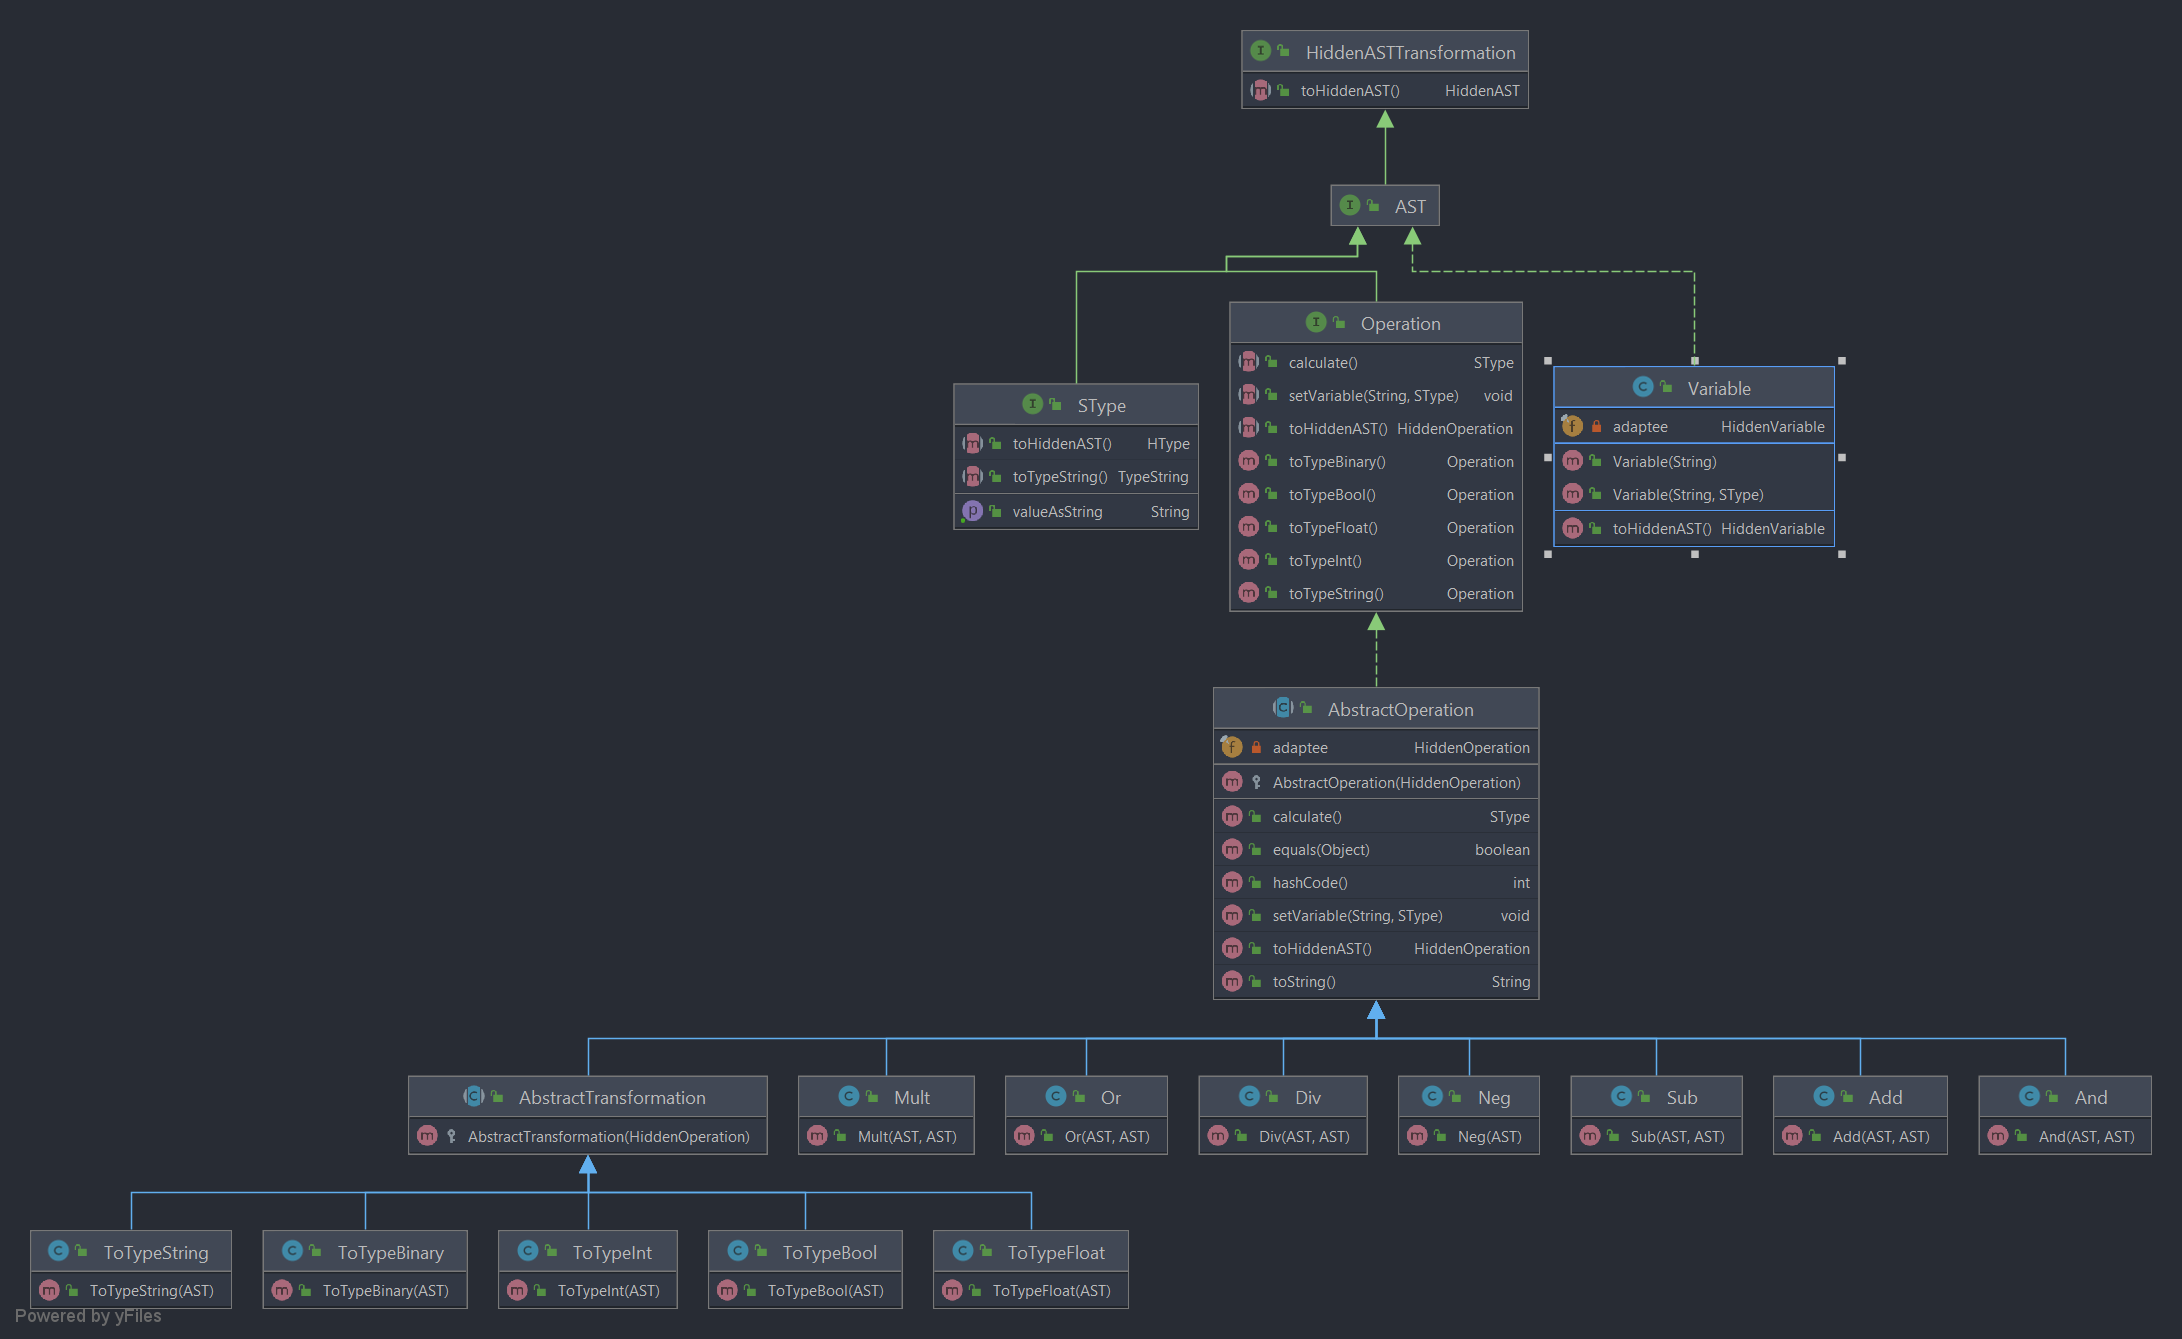 HiddenASTTransformation
toHiddenAST() HiddenAST
AST
Operation
calculate() SType
setVariable(String, SType) void
toHiddenAST() HiddenOperation
toTypeBinary() Operation
toTypeBool() Operation
toTypeFloat() Operation
toTypeInt() Operation
toTypeString() Operation
SType
toHiddenAST() HType
toTypeString() TypeString
valueAsString String
Variable
adaptee HiddenVariable
Variable(String)
Variable(String, SType)
toHiddenAST() HiddenVariable
AbstractOperation
adaptee HiddenOperation
AbstractOperation(HiddenOperation)
calculate() SType
equals(Object) boolean
hashCode() int
setVariable(String, SType) void
toHiddenAST() HiddenOperation
toString() String
AbstractTransformation
AbstractTransformation(HiddenOperation)
Mult
Mult(AST, AST)
Or
Or(AST, AST)
Div
Div(AST, AST)
Neg
Neg(AST)
Sub
Sub(AST, AST)
Add
Add(AST, AST)
And
And(AST, AST)
ToTypeString
ToTypeString(AST)
ToTypeBinary
ToTypeBinary(AST)
ToTypeInt
ToTypeInt(AST)
ToTypeBool
ToTypeBool(AST)
ToTypeFloat
ToTypeFloat(AST)
Powered by yFiles